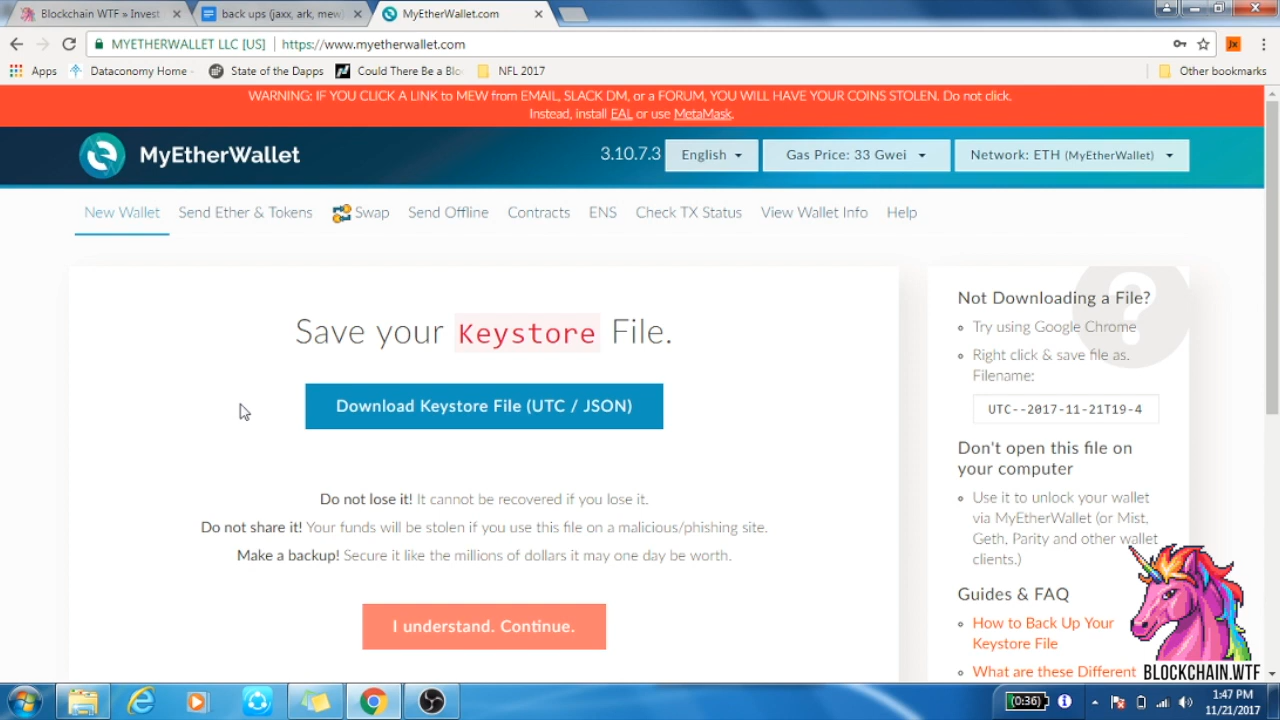 Blockchain WTF » Invest
back ups (jaxx, ark, mew)
MyEtherWallet.com
MYETHERWALLET LLC [US]
https://www.myetherwallet.com
Apps
Dataconomy Home
State of the Dapps
Could There Be a Blo
NFL 2017
Other bookmarks
WARNING: IF YOU CLICK A LINK to MEW from EMAIL, SLACK DM, or a FORUM, YOU WILL HAVE YOUR COINS STOLEN. Do not click.
Instead, install EAL or use MetaMask.
MyEtherWallet
3.10.7.3
English
Gas Price: 33 Gwei
Network: ETH (MyEtherWallet)
New Wallet
Send Ether & Tokens
Swap
Send Offline
Contracts
ENS
Check TX Status
View Wallet Info
Help
Save your Keystore File.
Download Keystore File (UTC / JSON)
Do not lose it! It cannot be recovered if you lose it.
Do not share it! Your funds will be stolen if you use this file on a malicious/phishing site.
Make a backup! Secure it like the millions of dollars it may one day be worth.
I understand. Continue.
Not Downloading a File?
Try using Google Chrome
Right click & save file as.
Filename:
UTC--2017-11-21T19-4
Don't open this file on
your computer
Use it to unlock your wallet
via MyEtherWallet (or Mist,
Geth, Parity and other wallet
clients.)
Guides & FAQ
How to Back Up Your
Keystore File
What are these Different
BLOCKCHAIN.WTF
(0:36)
1:47 PM
11/21/2017